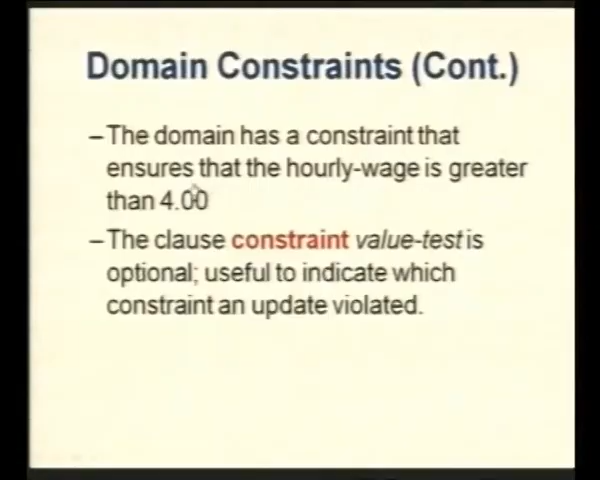 Domain Constraints (Cont.)
– The domain has a constraint that
ensures that the hourly-wage is greater
than 4.00
– The clause constraint value-test is
optional; useful to indicate which
constraint an update violated.